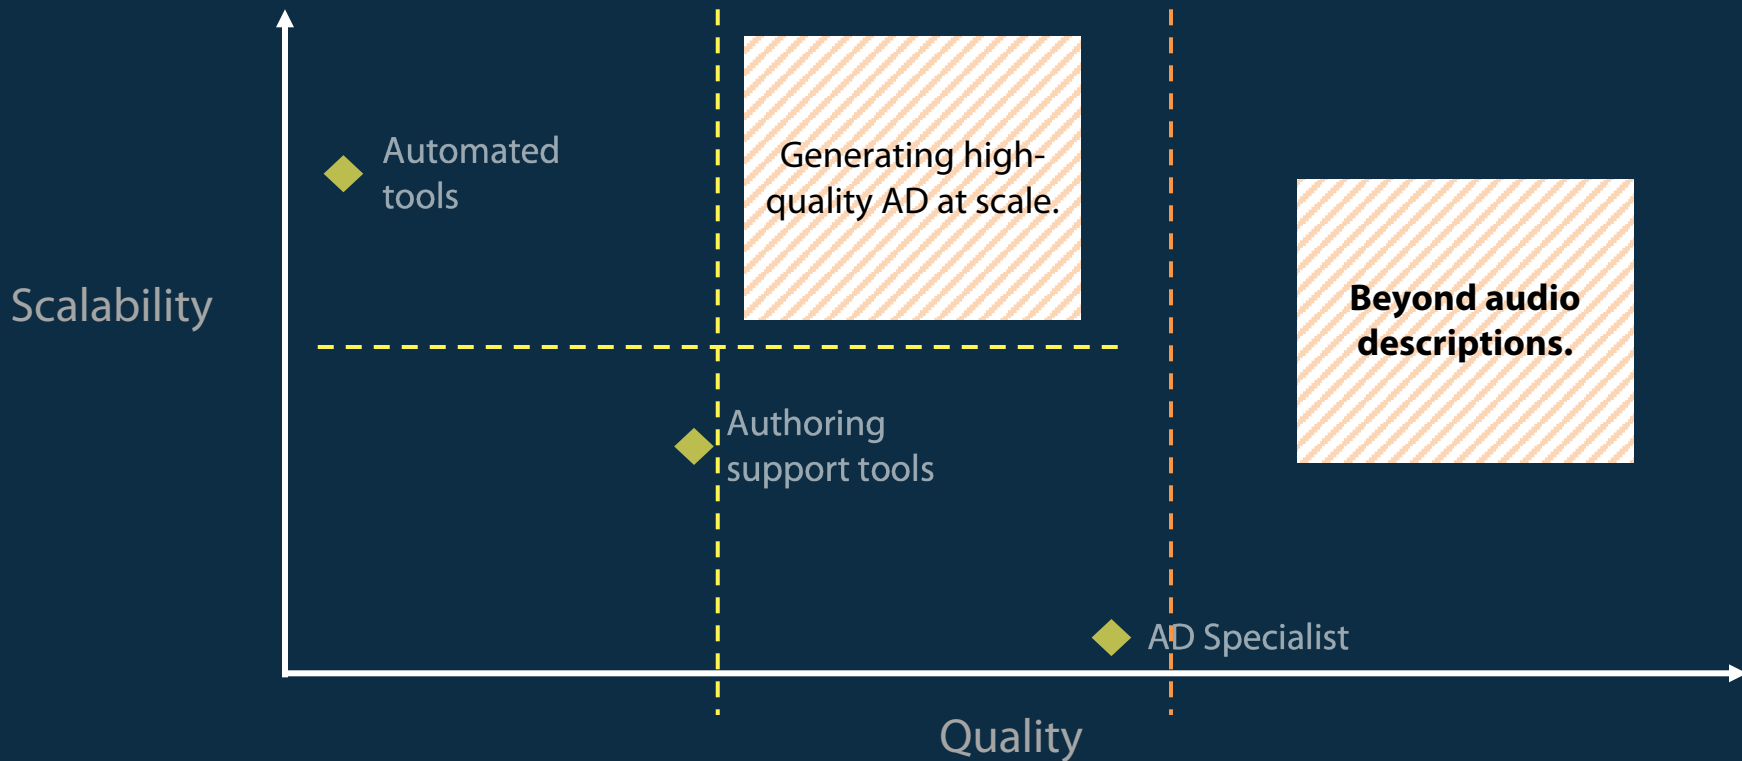 Automated
tools
Generating high-
quality AD at scale.
Scalability
Beyond audio
descriptions.
Authoring
support tools
AD Specialist
Quality